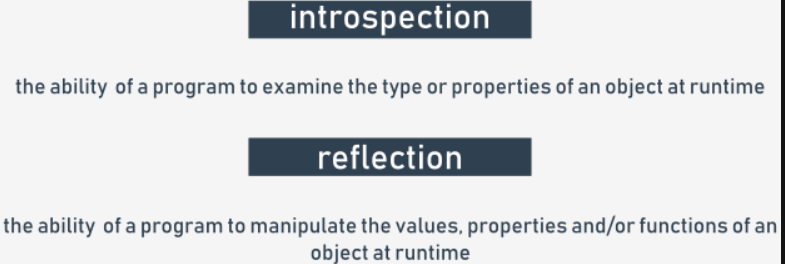 introspection
the ability of a program to examine the type or properties of an object at runtime
reflection
the ability of a program to manipulate the values, properties and/or functions of an
object at runtime